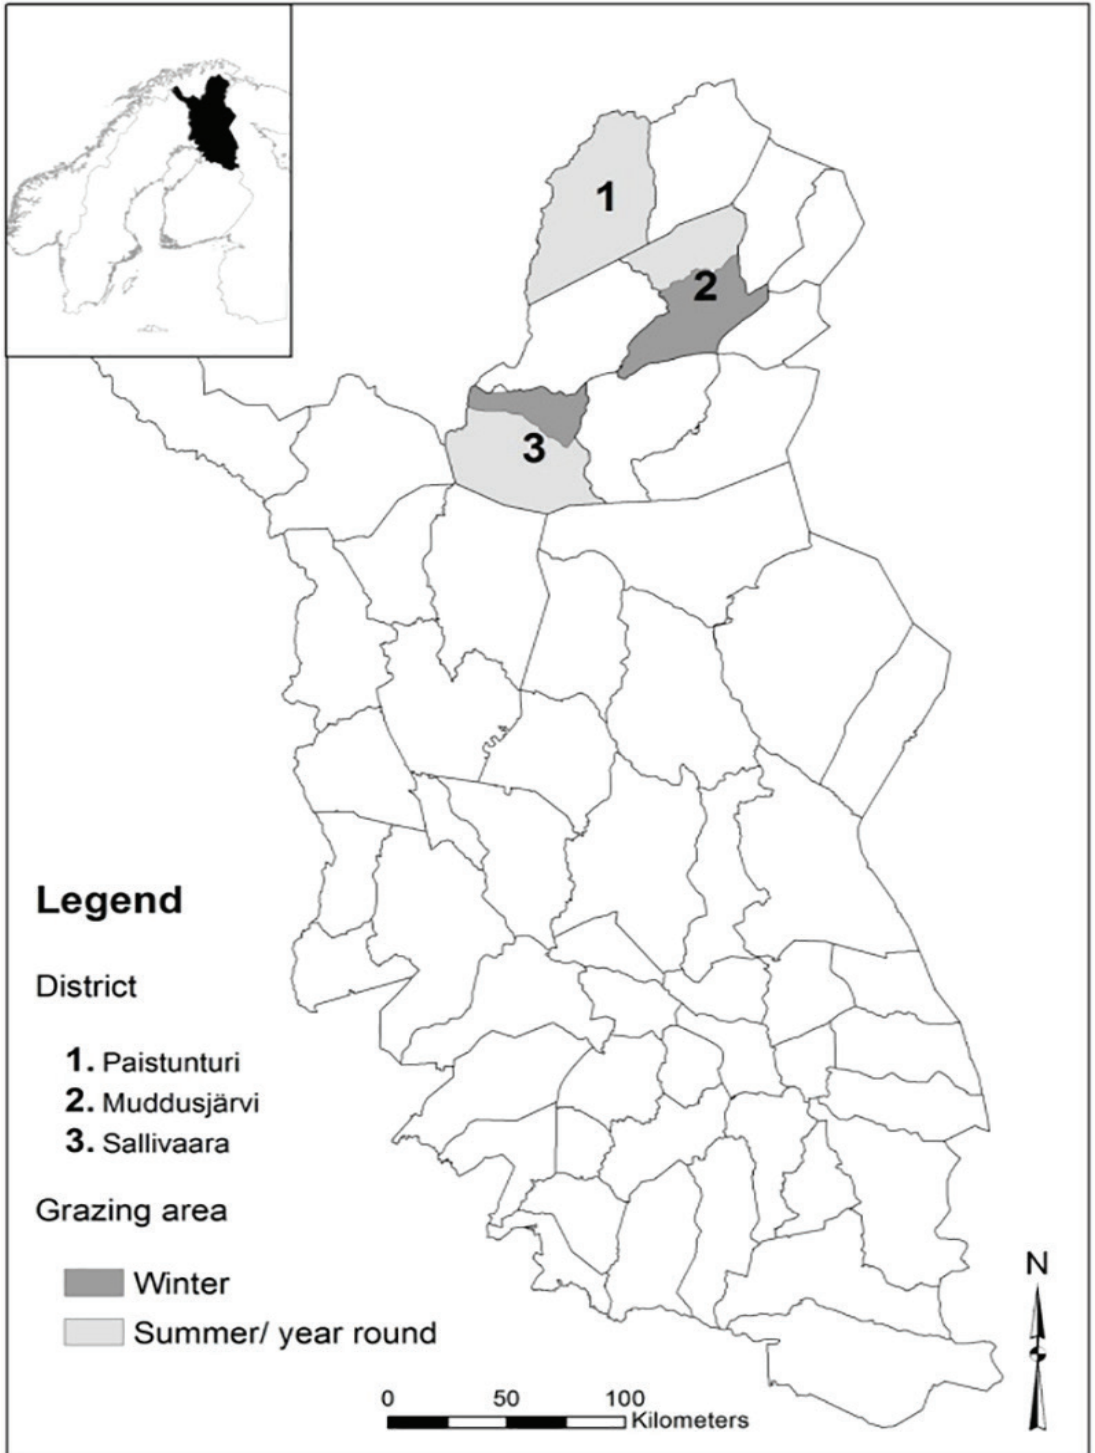 1
2
3
Legend
District
1. Paistunturi
2. Muddusjärvi
3. Sallivaara
Grazing area
Winter
Summer/ year round
N
0 50 100
Kilometers